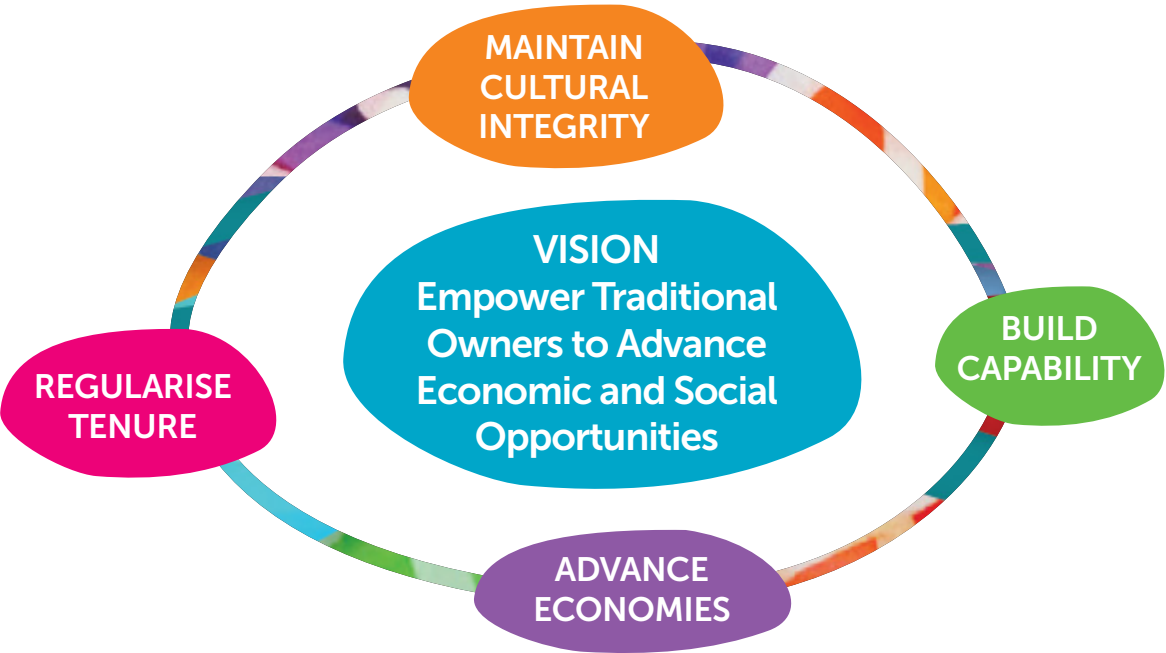 MAINTAIN
CULTURAL
INTEGRITY
VISION
Empower Traditional
Owners to Advance
Economic and Social
Opportunities
BUILD
CAPABILITY
REGULARISE
TENURE
ADVANCE
ECONOMIES